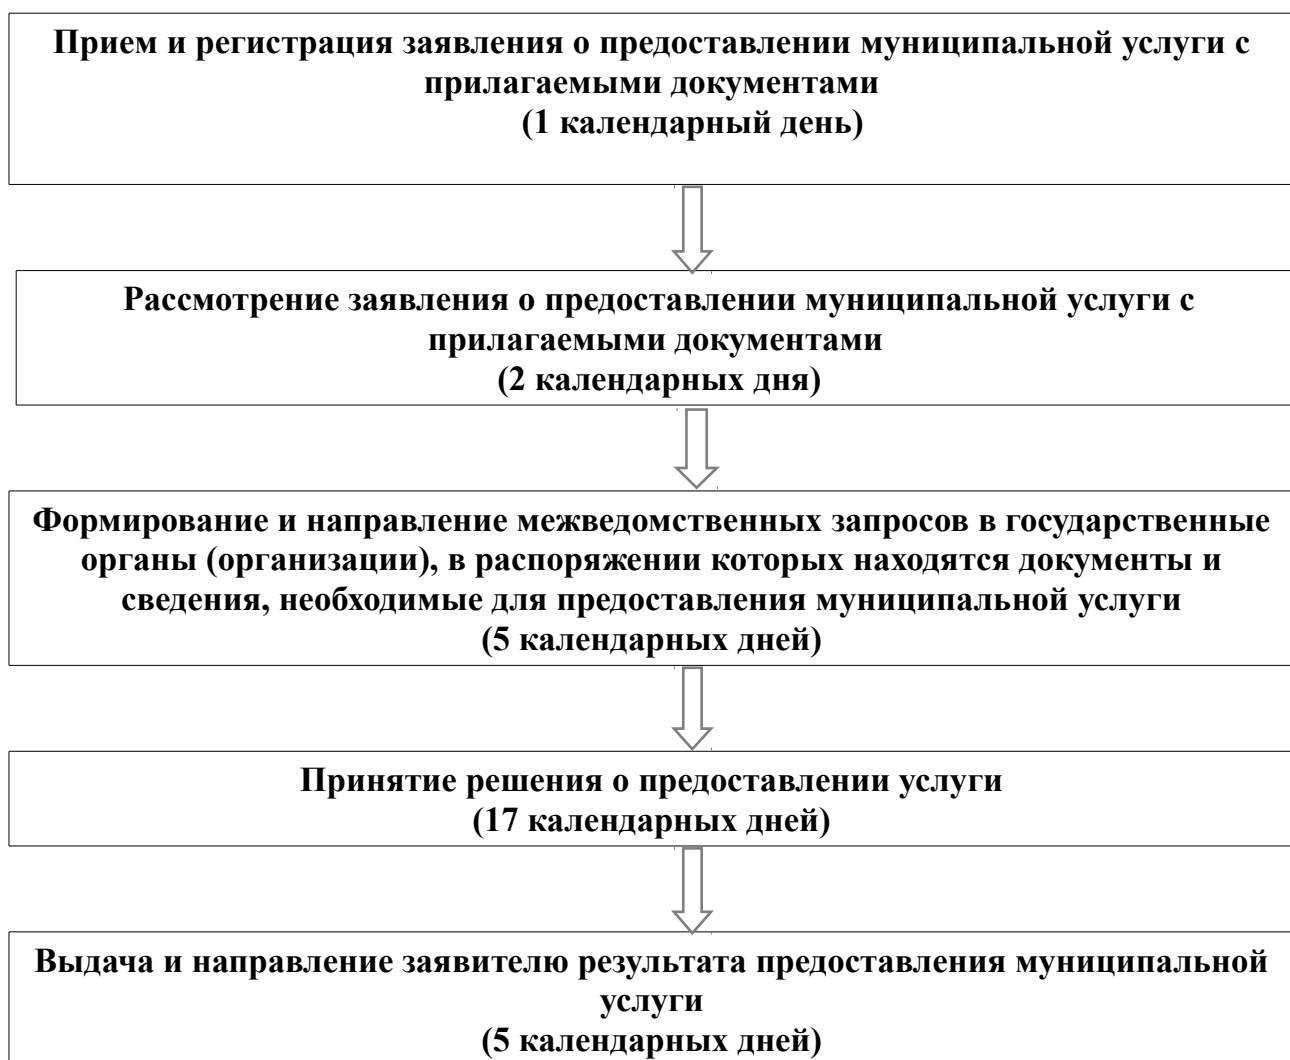 Прием и регистрация заявления о предоставлении муниципальной услуги с
прилагаемыми документами
(1 календарный день)
Рассмотрение заявления о предоставлении муниципальной услуги с
прилагаемыми документами
(2 календарных дня)
Формирование и направление межведомственных запросов в государственные
органы (организации), в распоряжении которых находятся документы и
сведения, необходимые для предоставления муниципальной услуги
(5 календарных дней)
Принятие решения о предоставлении услуги
(17 календарных дней)
Выдача и направление заявителю результата предоставления муниципальной
услуги
(5 календарных дней)